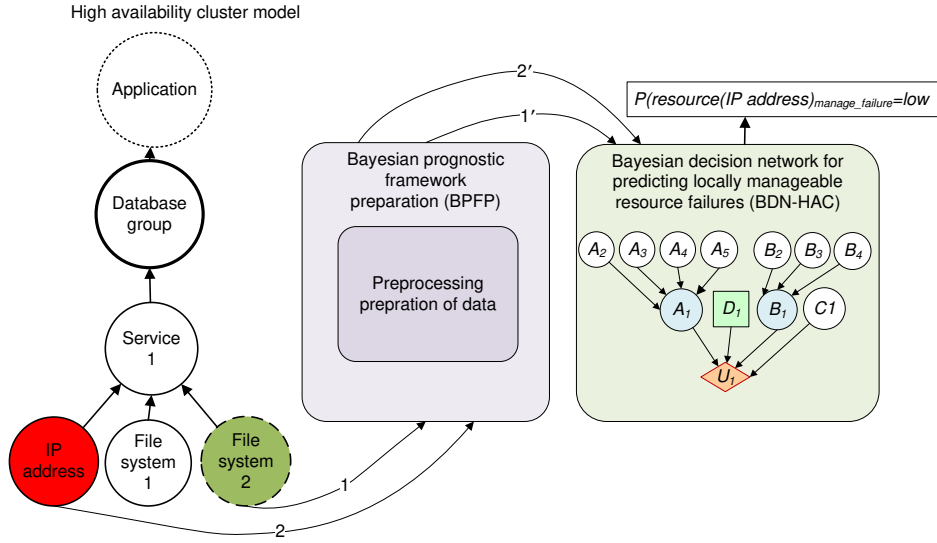 High availability cluster model
Application
Database
group
Service
1
IP
address
File
system
1
File
system
2
1
2
2′
1′
Bayesian prognostic
framework
preparation (BPFP)
Preprocessing
prepration of data
P(resource(IP address)manage_failure=low
Bayesian decision network for
predicting locally manageable
resource failures (BDN-HAC)
A2 A3 A4 A5 B2 B3 B4
A1 D1 B1 C1
U1